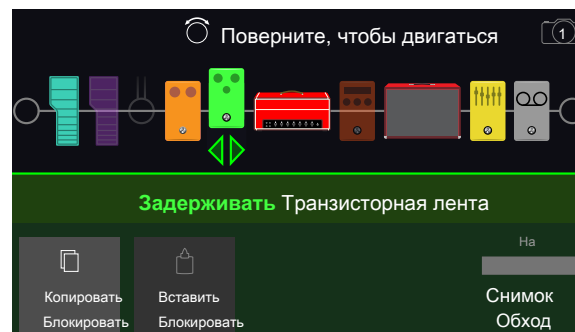 Поверните, чтобы двигаться
1
Задерживать Транзисторная лента
На
Копировать
Блокировать
Вставить
Блокировать
Снимок
Обход